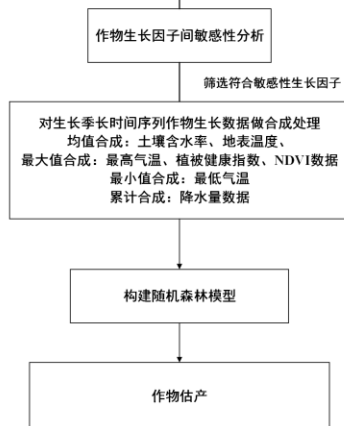 作物生长因子间敏感性分析
筛选符合敏感性生长因子
对生长季长时间序列作物生长数据做合成处理
均值合成：土壤含水率、地表温度、
最大值合成：最高气温、植被健康指数、NDVI数据
最小值合成：最低气温
累计合成：降水量数据
构建随机森林模型
作物估产